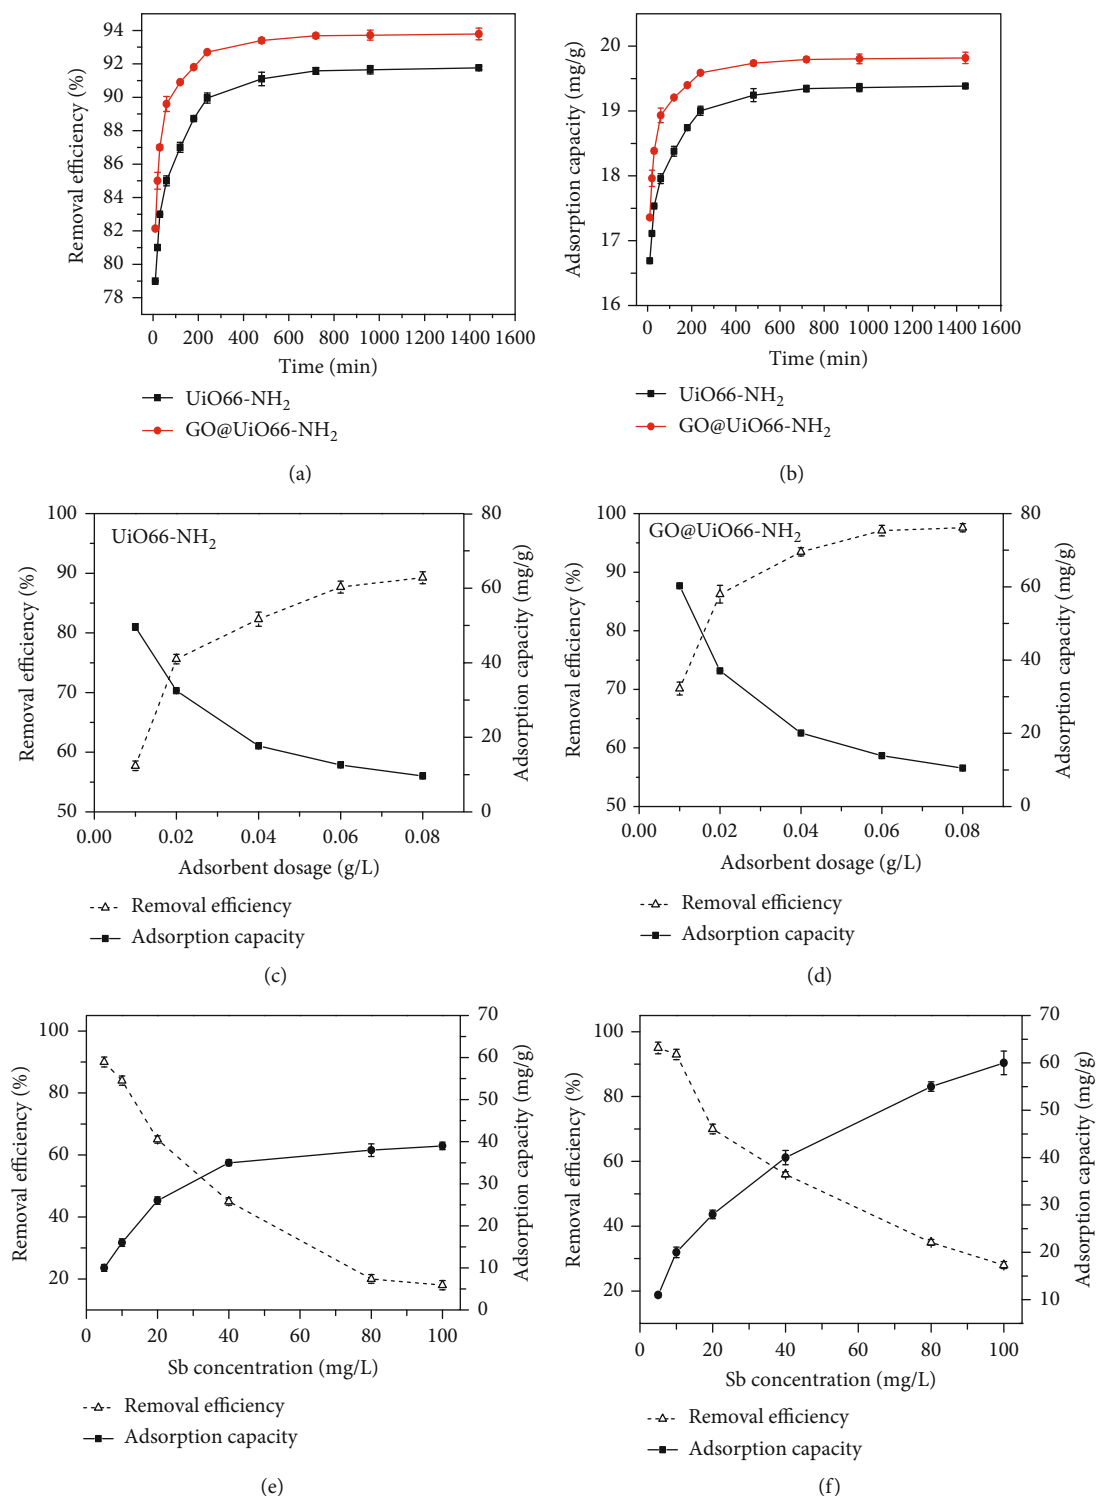 94
92
90
88
86
84
82
80
78
Removal efficiency (%)
0 200 400 600 800 1000 1200 1400 1600
Time (min)
UiO66-NH2
GO@UiO66-NH2
(a)
20
19
18
17
16
Adsorption capacity (mg/g)
0 200 400 600 800 1000 1200 1400 1600
Time (min)
UiO66-NH2
GO@UiO66-NH2
(b)
UiO66-NH2
100
90
80
70
60
50
Removal efficiency (%)
80
60
40
20
0
Adsorption capacity (mg/g)
0.00 0.02 0.04 0.06 0.08
Adsorbent dosage (g/L)
Removal efficiency
Adsorption capacity
(c)
GO@UiO66-NH2
100
90
80
70
60
50
Removal efficiency (%)
80
60
40
20
0
Adsorption capacity (mg/g)
0.00 0.02 0.04 0.06 0.08
Adsorbent dosage (g/L)
Removal efficiency
Adsorption capacity
(d)
100
80
60
40
20
Removal efficiency (%)
70
60
50
40
30
20
10
0
Adsorption capacity (mg/g)
0 20 40 60 80 100
Sb concentration (mg/L)
Removal efficiency
Adsorption capacity
(e)
100
80
60
40
20
Removal efficiency (%)
70
60
50
40
30
20
10
Adsorption capacity (mg/g)
0 20 40 60 80 100
Sb concentration (mg/L)
Removal efficiency
Adsorption capacity
(f)